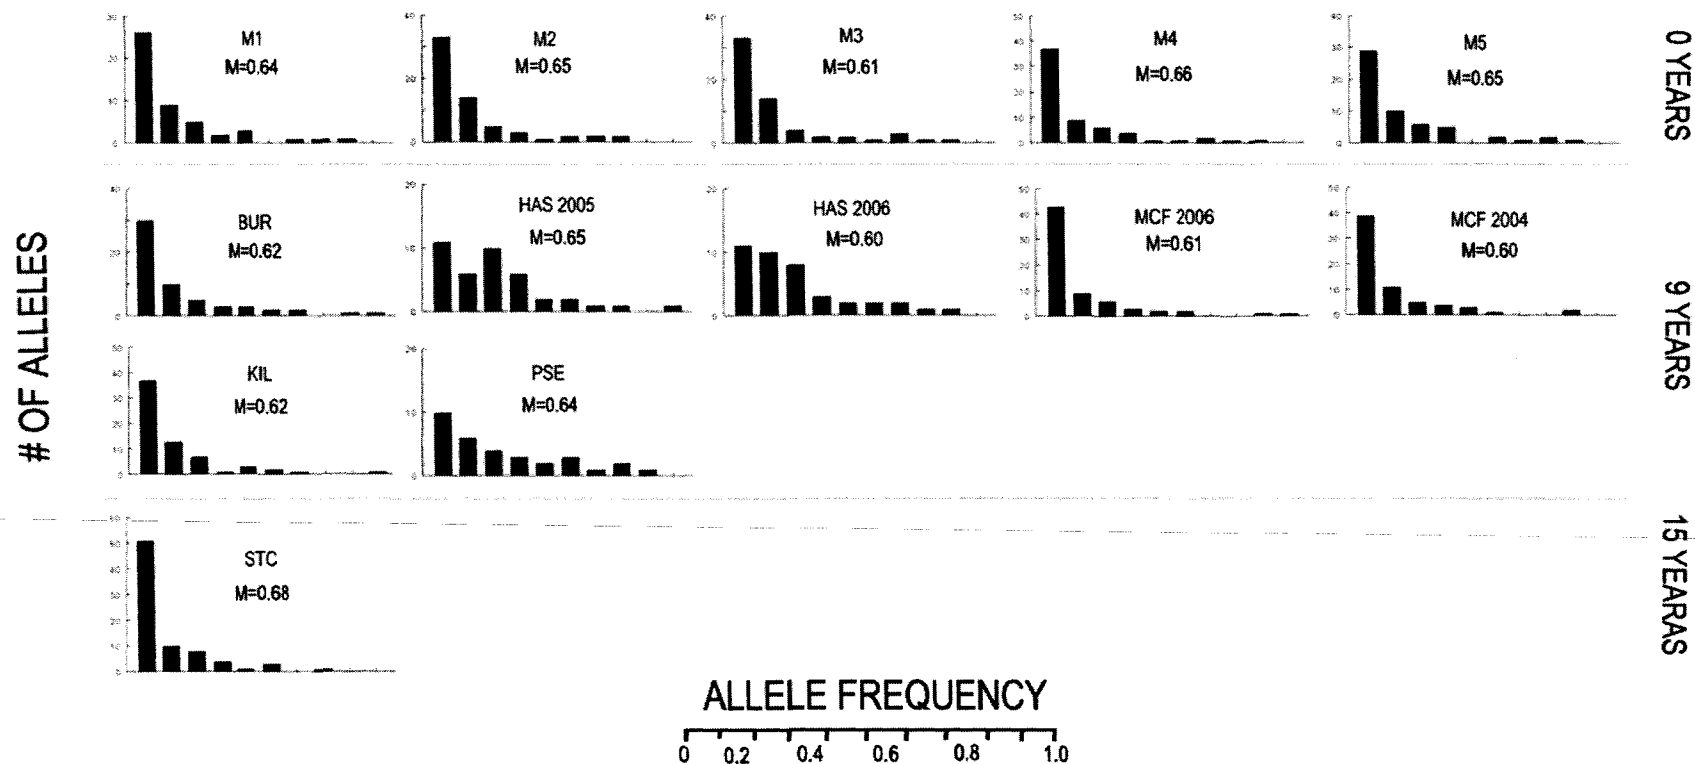 M1
M=0.64
M2
M=0.65
M3
M=0.61
M4
M=0.66
M5
M=0.65
0 YEARS
BUR
M=0.62
HAS 2005
M=0.65
HAS 2006
M=0.60
MCF 2006
M=0.61
MCF 2004
M=0.60
9 YEARS
# OF ALLELES
KIL
M=0.62
PSE
M=0.64
STC
M=0.68
15 YEARAS
ALLELE FREQUENCY
0 0.2 0.4 0.6 0.8 1.0